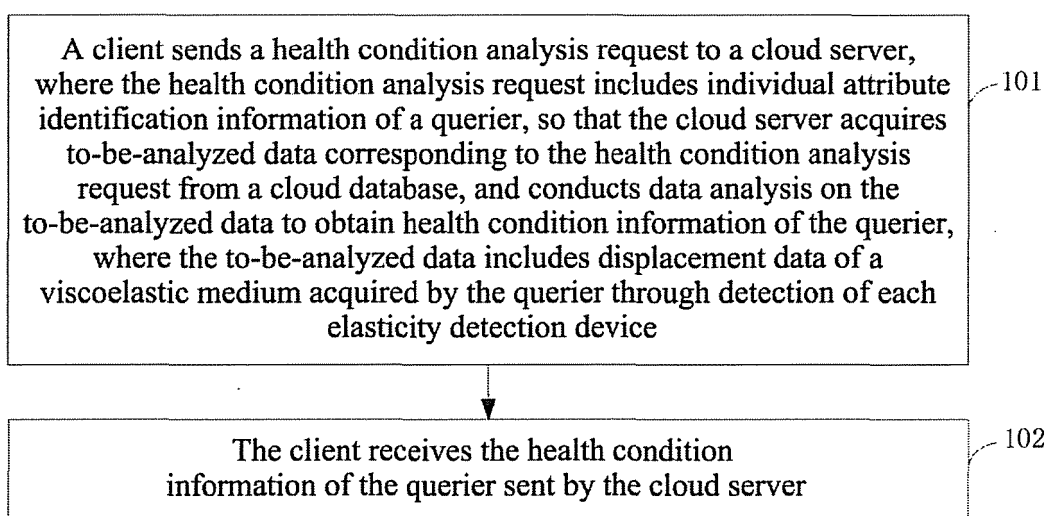 A client sends a health condition analysis request to a cloud server,
where the health condition analysis request includes individual attribute
identification information of a querier, so that the cloud server acquires
to-be-analyzed data corresponding to the health condition analysis
request from a cloud database, and conducts data analysis on the
to-be-analyzed data to obtain health condition information of the querier,
where the to-be-analyzed data includes displacement data of a
viscoelastic medium acquired by the querier through detection of each
elasticity detection device
101
The client receives the health condition
information of the querier sent by the cloud server
102